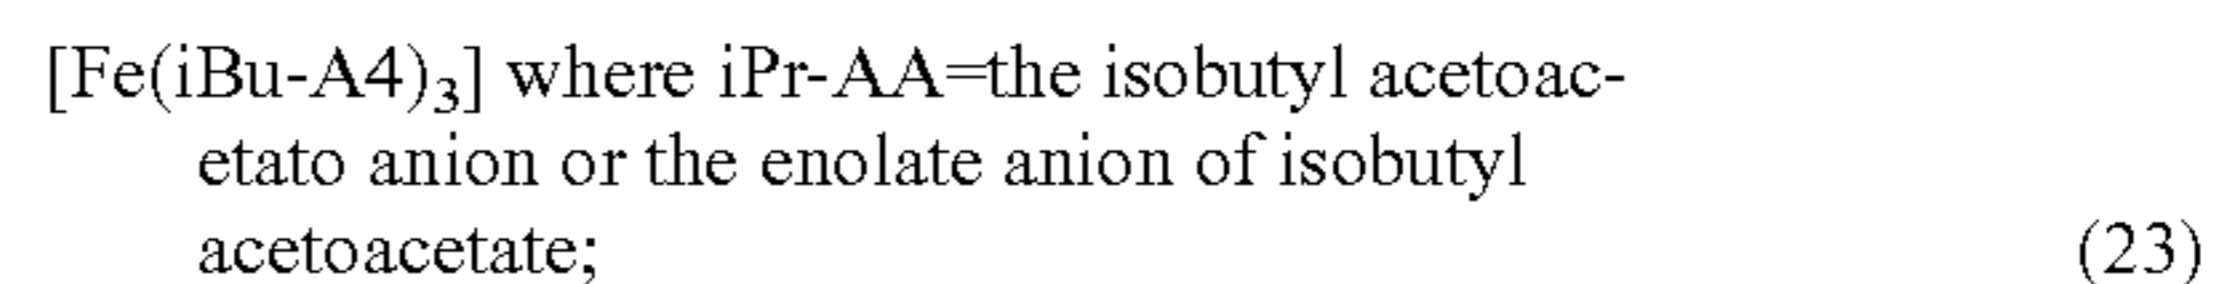 [Fe(iBu-A4)₃] where iPr-AA=the isobutyl acetoac-
etato anion or the enolate anion of isobutyl
acetoacetate; (23)